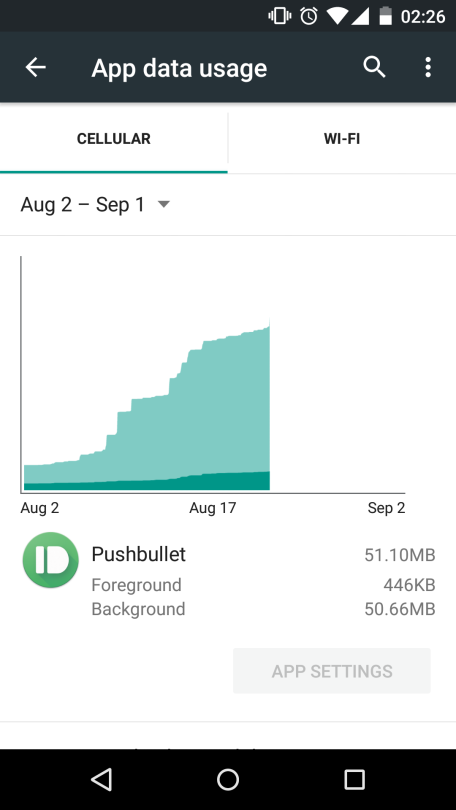 02:26
App data usage
CELLULAR WI-FI
Aug 2 – Sep 1
Aug 2 Aug 17 Sep 2
Pushbullet 51.10MB
Foreground 446KB
Background 50.66MB
APP SETTINGS